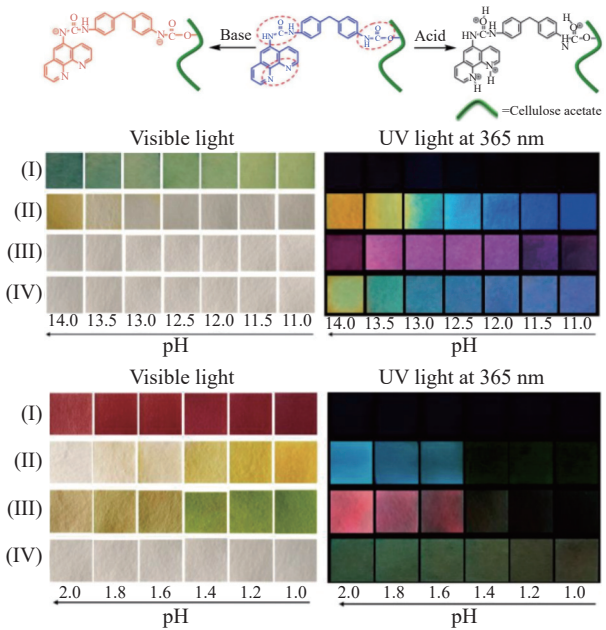 Base
Acid
=Cellulose acetate
Visible light
UV light at 365 nm
(I)
(II)
(III)
(IV)
14.0 13.5 13.0 12.5 12.0 11.5 11.0
14.0 13.5 13.0 12.5 12.0 11.5 11.0
pH
pH
Visible light
UV light at 365 nm
(I)
(II)
(III)
(IV)
2.0 1.8 1.6 1.4 1.2 1.0
2.0 1.8 1.6 1.4 1.2 1.0
pH
pH